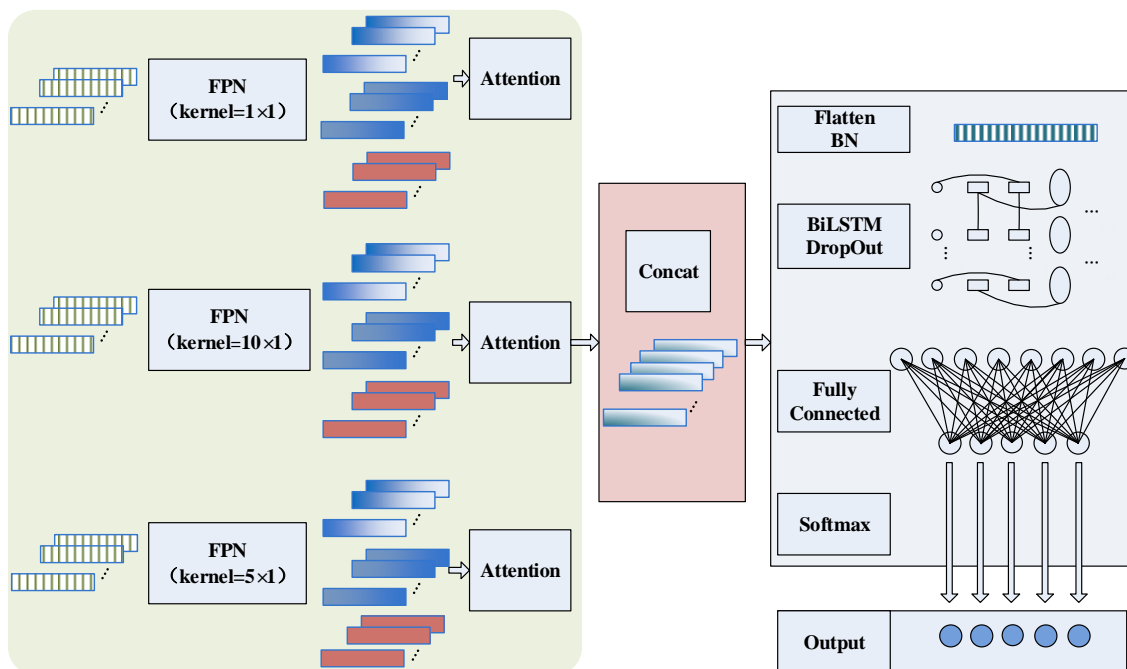 FPN
（kernel=1×1）
Attention
FPN
（kernel=10×1）
Attention
FPN
（kernel=5×1）
Attention
Concat
Flatten
BN
BiLSTM
DropOut
...
...
...
...
Fully
Connected
Softmax
Output